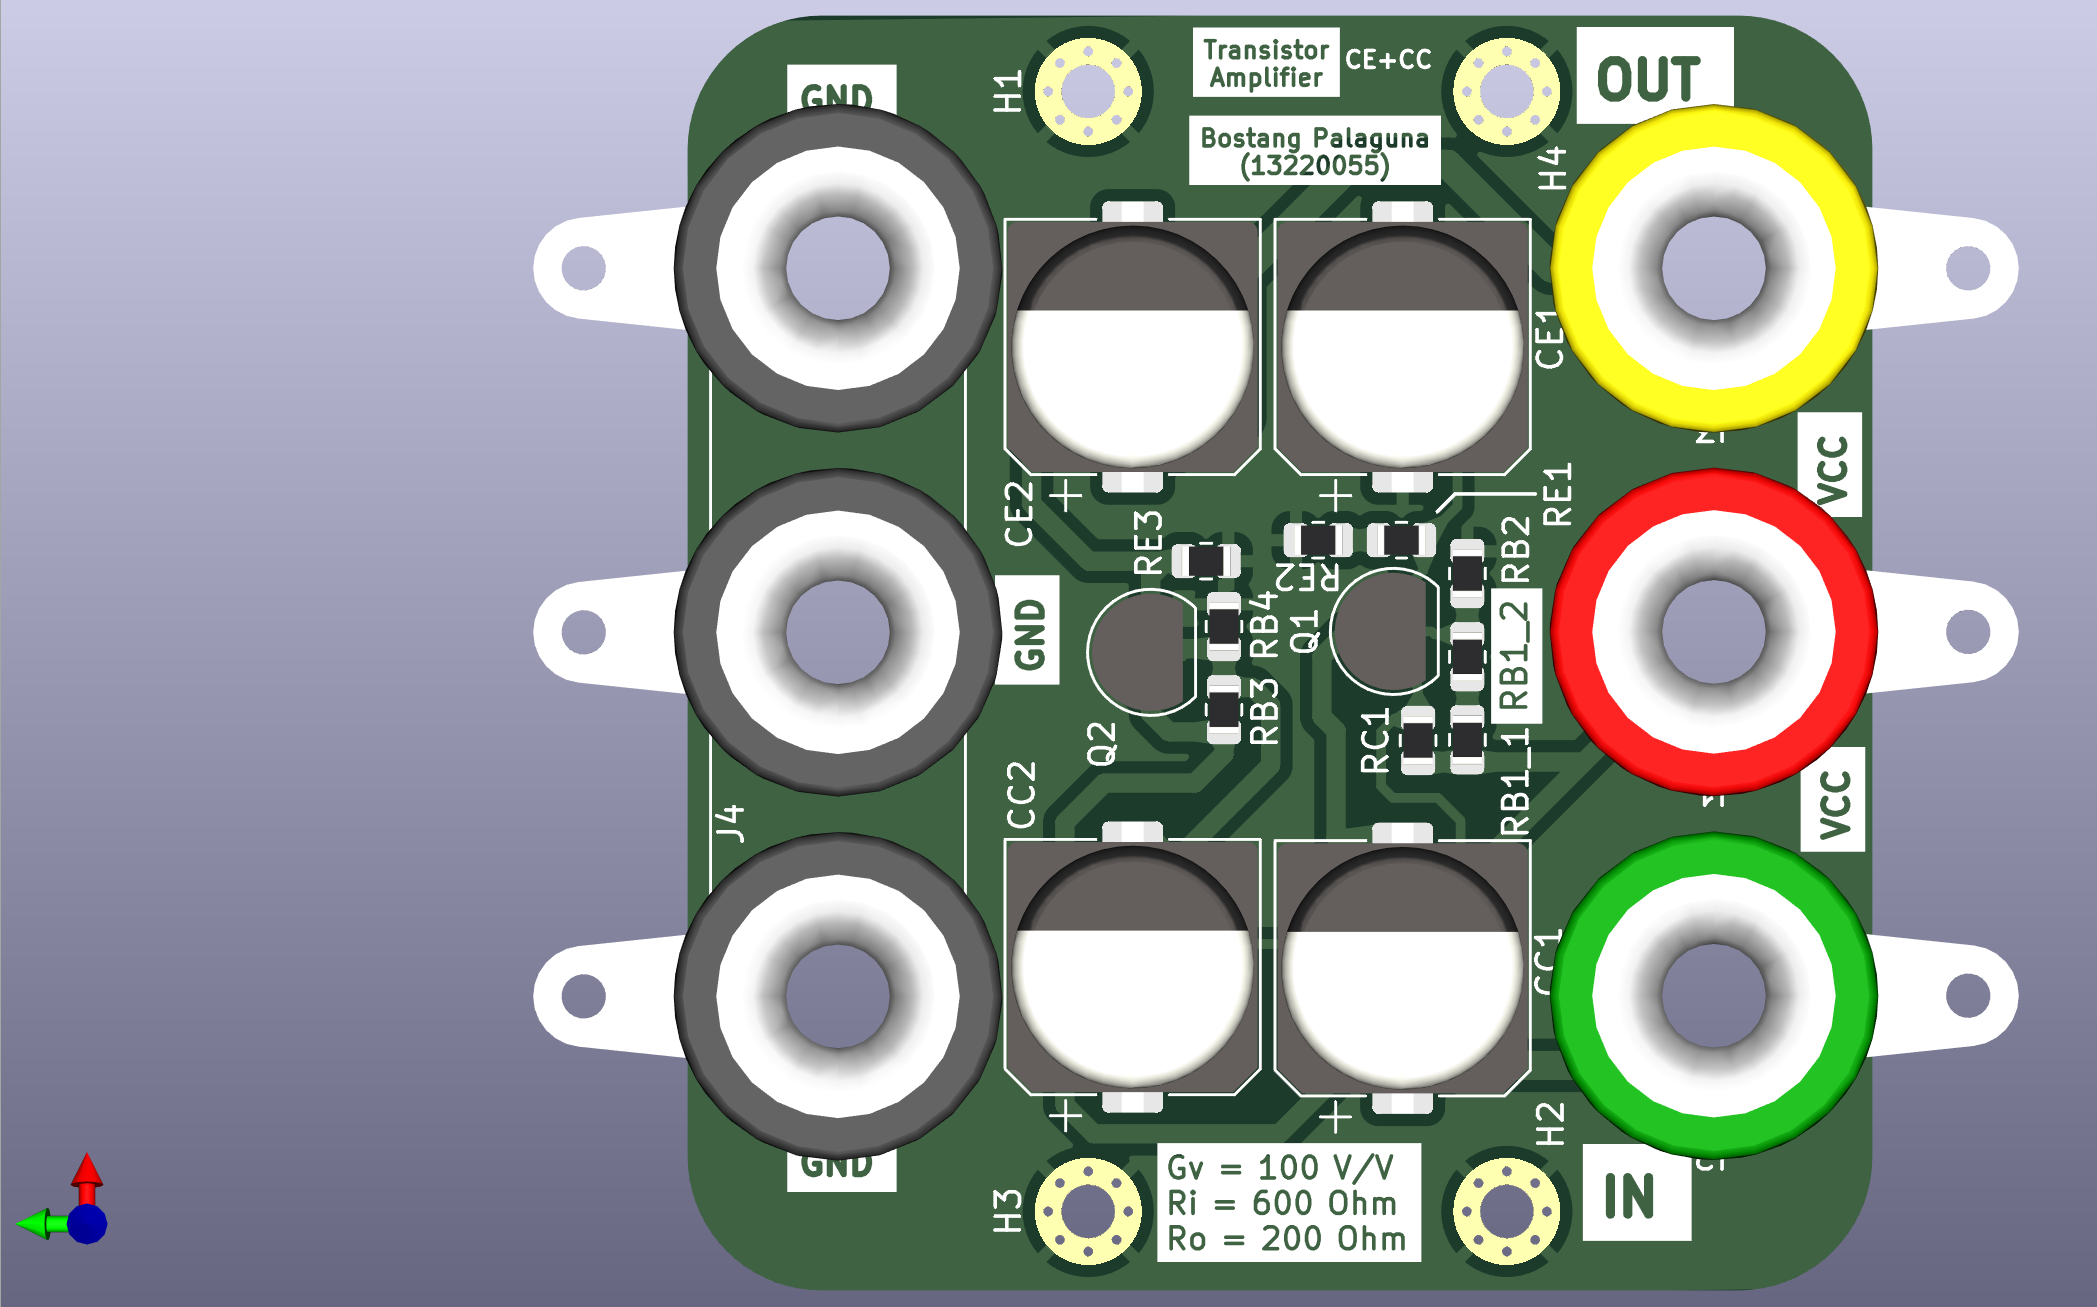 GND
H1
Transistor
Amplifier
CE+CC
OUT
Bostang Palaguna
(13220055)
H4
CE1
VCC
CE2
+
+
RE1
RE3
RE2
RB2
GND
RB4
Q1
RB1_2
Q2
RB3
RC1
RB1_1
VCC
CC2
J4
CC1
+
+
H2
GND
H3
Gv = 100 V/V
Ri = 600 Ohm
Ro = 200 Ohm
IN